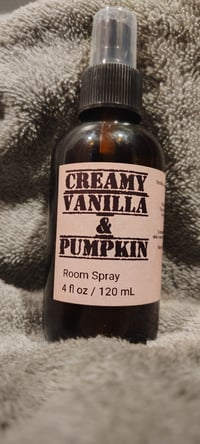 CREAMY
VANILLA
&
PUMPKIN
Room Spray
4 fl oz / 120 mL